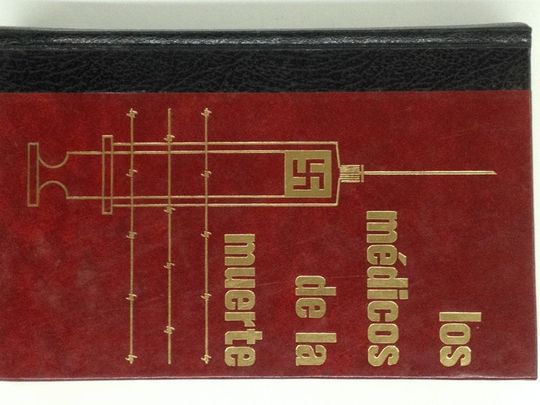 los
médicos
de la
muerte